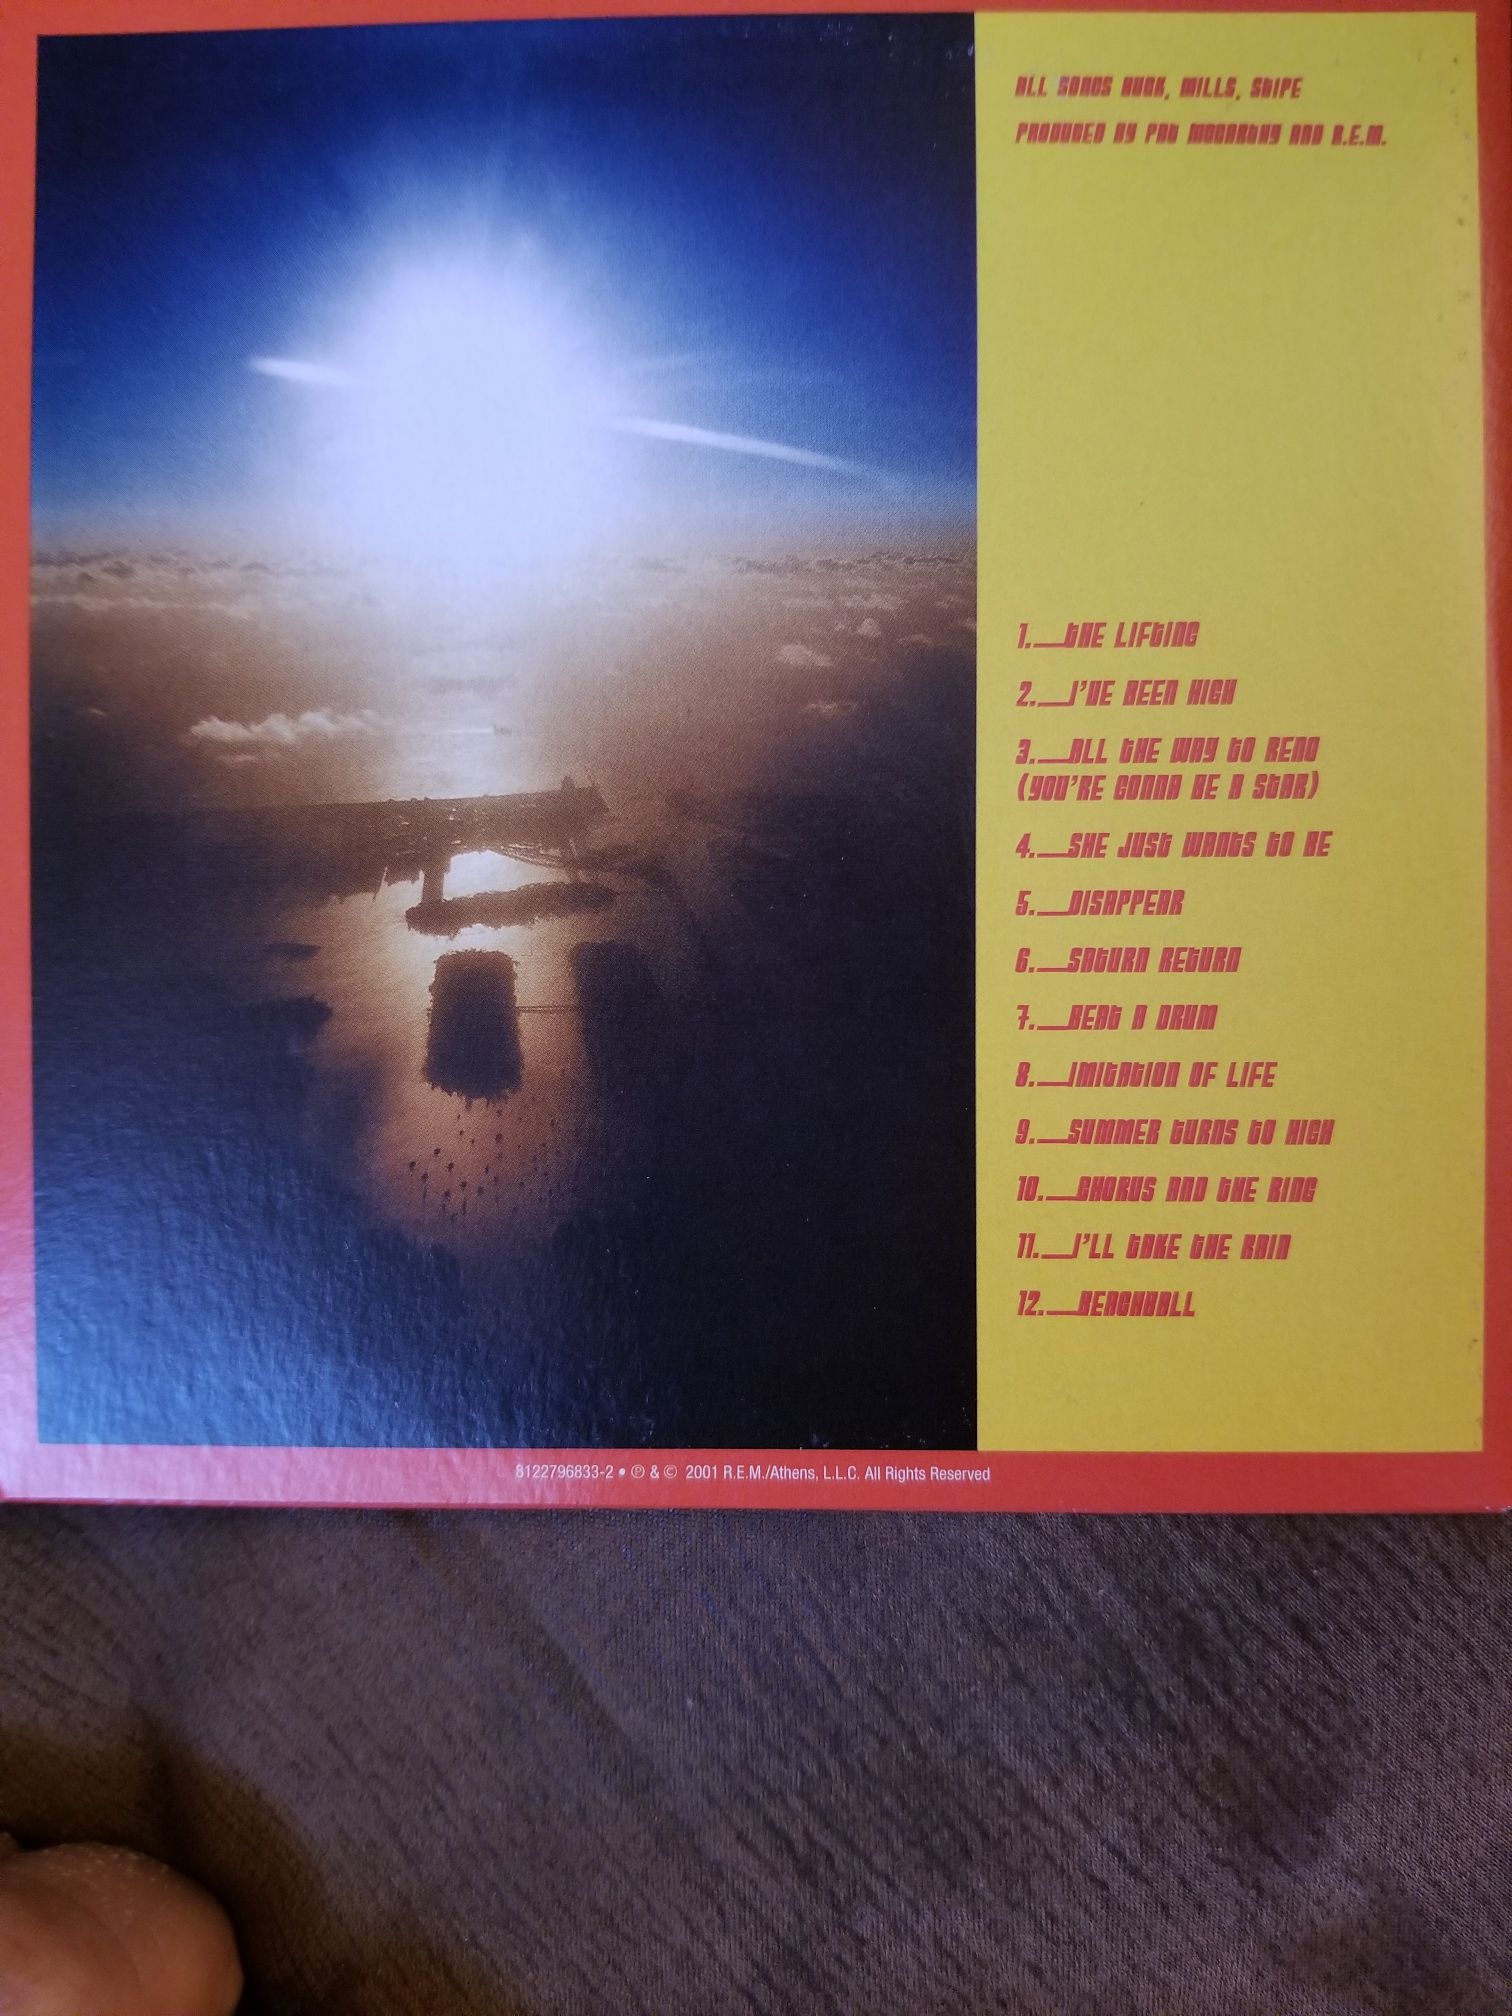 ALL SONGS BUCK, MILLS, STIPE
PRODUCED BY PAT MCCARTHY AND R.E.M.
1.__THE LIFTING
2.__I'VE BEEN HIGH
3.__ALL THE WAY TO RENO
(YOU'RE GONNA BE A STAR)
4.__SHE JUST WANTS TO BE
5.__DISAPPEAR
6.__SATURN RETURN
7.__BEAT A DRUM
8.__IMITATION OF LIFE
9.__SUMMER TURNS TO HIGH
10.__CHORUS AND THE RING
11.__I'LL TAKE THE RAIN
12.__BEACHBALL
8122796833-2 • ℗ & © 2001 R.E.M./Athens, L.L.C. All Rights Reserved